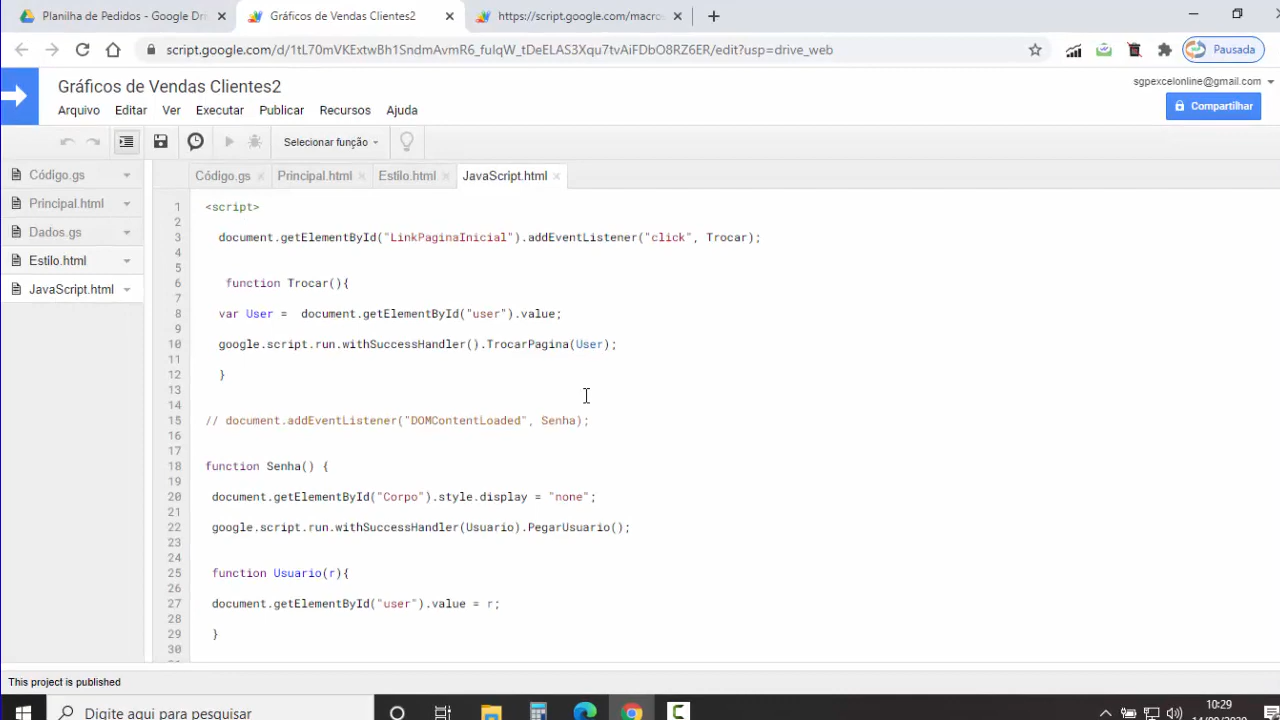 Planilha de Pedidos - Google Dri
Gráficos de Vendas Clientes2
https://script.google.com/macros
script.google.com/d/1tL70mVKExtwBh1SndmAvmR6_fulqW_tDeELAS3Xqu7tvAiFDbO8RZ6ER/edit?usp=drive_web
Pausada
Gráficos de Vendas Clientes2
sgpexcelonline@gmail.com
Arquivo Editar Ver Executar Publicar Recursos Ajuda
Compartilhar
Selecionar função
Código.gs
Principal.html
Dados.gs
Estilo.html
JavaScript.html
Código.gs Principal.html Estilo.html JavaScript.html
1 <script>
2
3 document.getElementById("LinkPaginaInicial").addEventListener("click", Trocar);
4
5
6 function Trocar(){
7
8 var User = document.getElementById("user").value;
9
10 google.script.run.withSuccessHandler().TrocarPagina(User);
11
12 }
13
14
15 // document.addEventListener("DOMContentLoaded", Senha);
16
17
18 function Senha() {
19
20 document.getElementById("Corpo").style.display = "none";
21
22 google.script.run.withSuccessHandler(Usuario).PegarUsuario();
23
24
25 function Usuario(r){
26
27 document.getElementById("user").value = r;
28
29 }
30
This project is published
Digite aqui para pesquisar
10:29